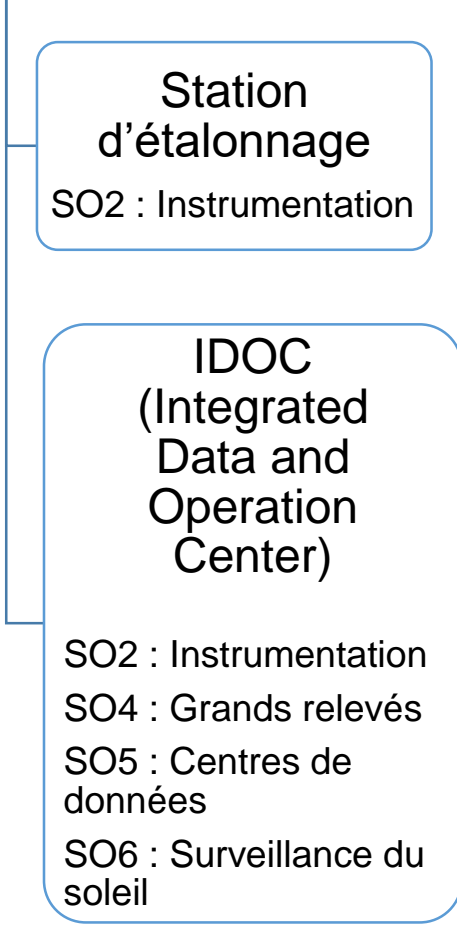 Station
d’étalonnage
SO2 : Instrumentation
IDOC
(Integrated
Data and
Operation
Center)
SO2 : Instrumentation
SO4 : Grands relevés
SO5 : Centres de
données
SO6 : Surveillance du
soleil